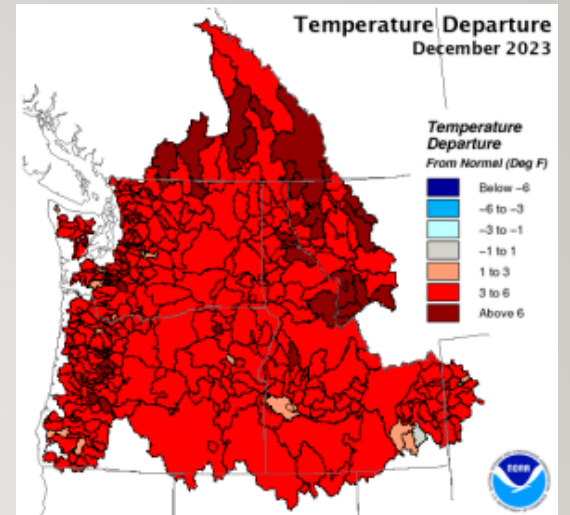 Temperature Departure
December 2023
Temperature
Departure
From Normal (Deg F)
Below −6
−6 to −3
−3 to −1
−1 to 1
1 to 3
3 to 6
Above 6
NOAA